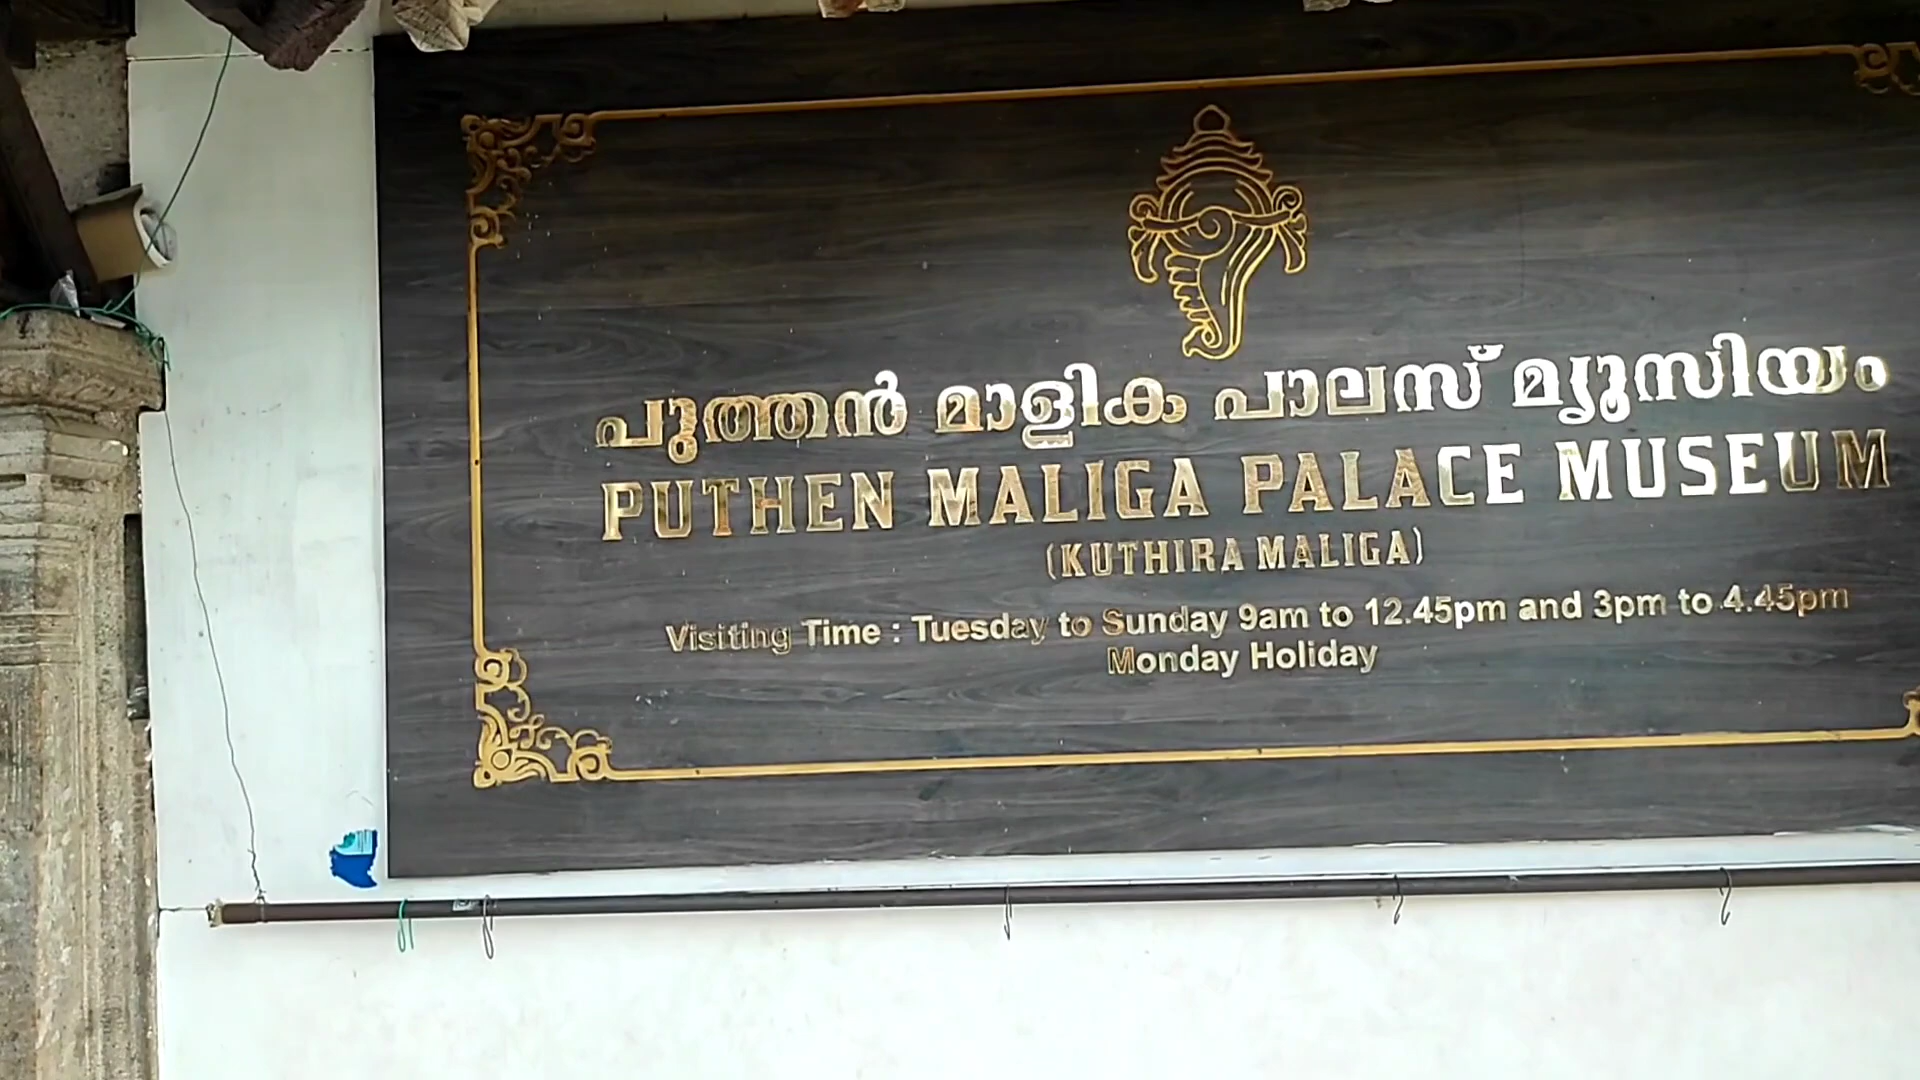 പുത്തൻ മാളിക പാലസ് മ്യൂസിയം
PUTHEN MALIGA PALACE MUSEUM
(KUTHIRA MALIGA)
Visiting Time : Tuesday to Sunday 9am to 12.45pm and 3pm to 4.45pm
Monday Holiday